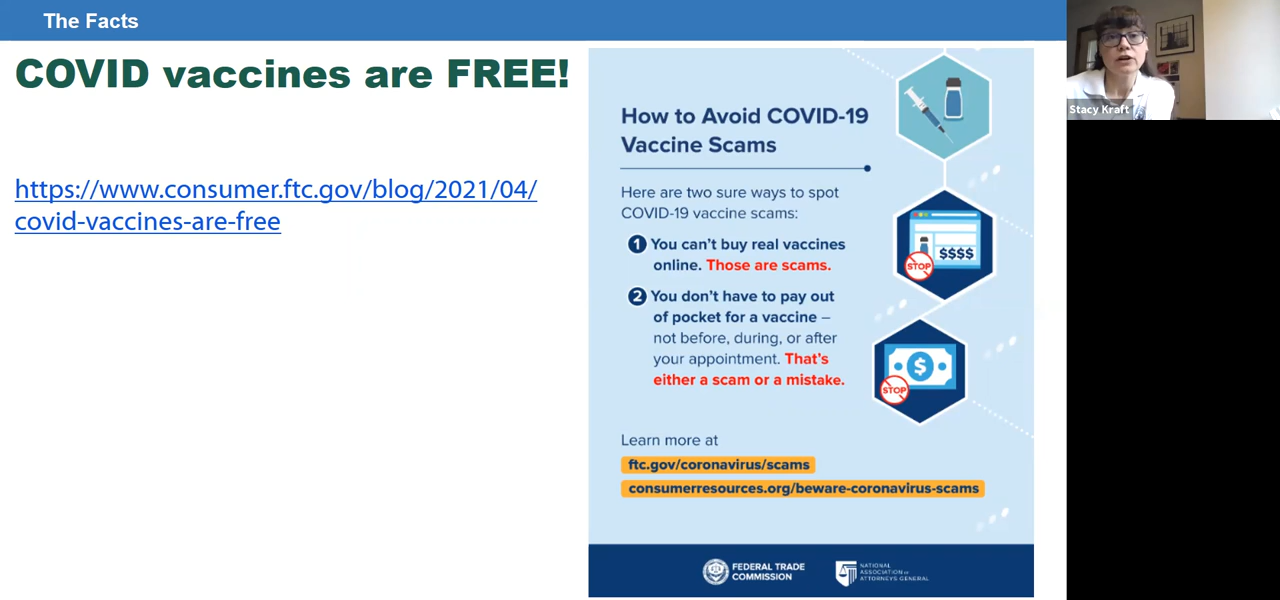 The Facts
COVID vaccines are FREE!
https://www.consumer.ftc.gov/blog/2021/04/
covid-vaccines-are-free
How to Avoid COVID-19
Vaccine Scams
Here are two sure ways to spot
COVID-19 vaccine scams:
1 You can't buy real vaccines
online. Those are scams.
2 You don't have to pay out
of pocket for a vaccine –
not before, during, or after
your appointment. That's
either a scam or a mistake.
Learn more at
ftc.gov/coronavirus/scams
consumerresources.org/beware-coronavirus-scams
$$$$
STOP
$
STOP
FEDERAL TRADE
COMMISSION
NATIONAL
ASSOCIATION OF
ATTORNEYS GENERAL
Stacy Kraft